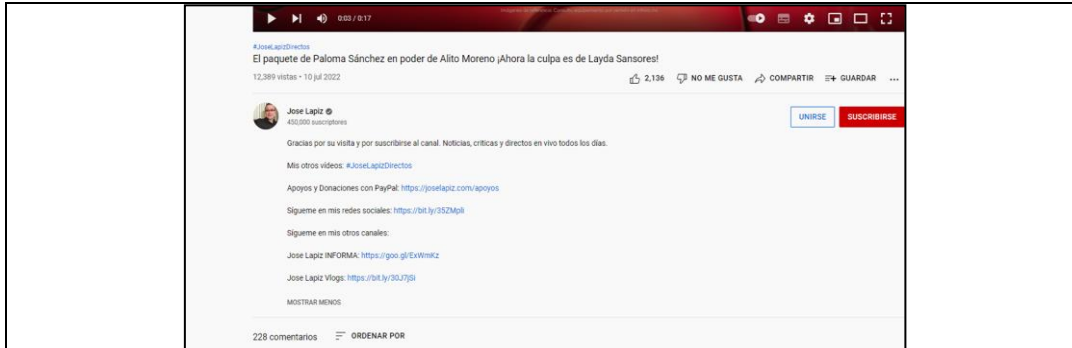 0:03 / 0:17
#JoseLapizDirectos
El paquete de Paloma Sánchez en poder de Alito Moreno ¡Ahora la culpa es de Layda Sansores!
12,389 vistas • 10 jul 2022
2,136 NO ME GUSTA COMPARTIR GUARDAR ...
Jose Lapiz
450,000 suscriptores
UNIRSE SUSCRIBIRSE
Gracias por su visita y por suscribirse al canal. Noticias, criticas y directos en vivo todos los días.
Mis otros vídeos: #JoseLapizDirectos
Apoyos y Donaciones con PayPal: https://joselapiz.com/apoyos
Sígueme en mis redes sociales: https://bit.ly/35ZMpli
Sígueme en mis otros canales:
Jose Lapiz INFORMA: https://goo.gl/ExWmKz
Jose Lapiz Vlogs: https://bit.ly/30J7jSi
MOSTRAR MENOS
228 comentarios ORDENAR POR